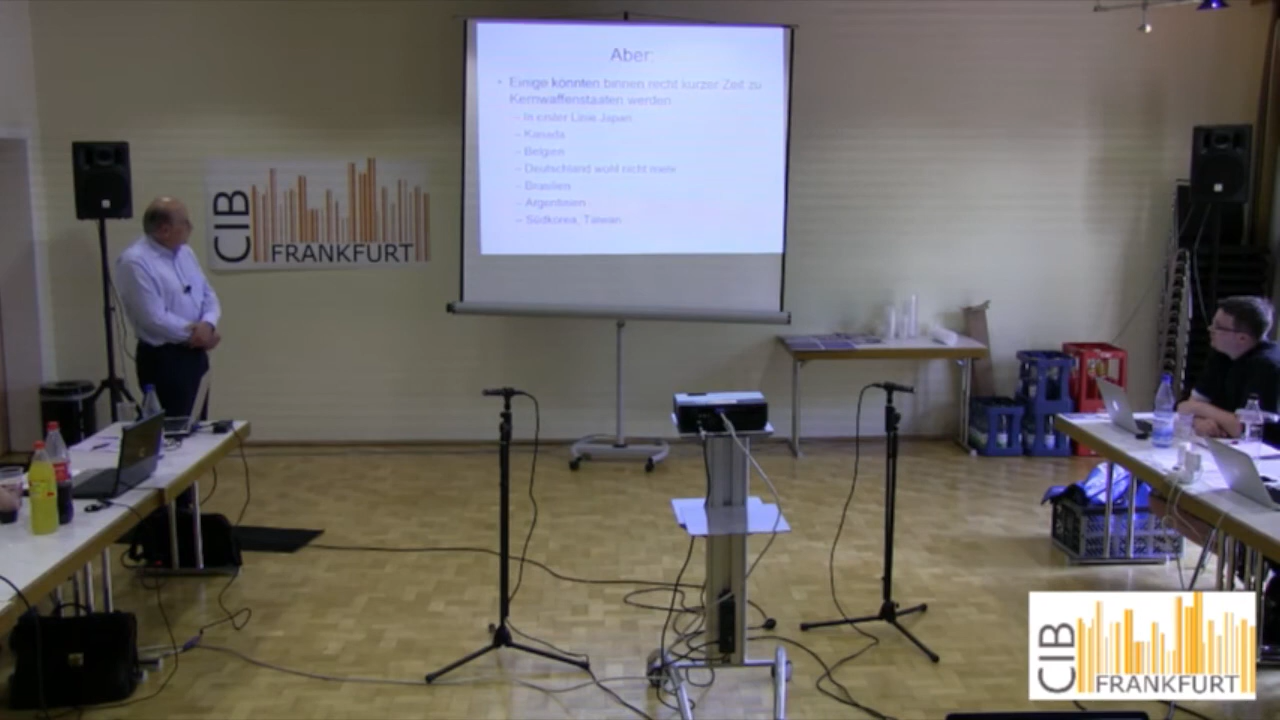 Aber:
• Einige könnten binnen recht kurzer Zeit zu
Kernwaffenstaaten werden
– In erster Linie Japan
– Kanada
– Belgien
– Deutschland wohl nicht mehr
– Brasilien
– Argentinien
– Südkorea, Taiwan
CIB
FRANKFURT
CIB
FRANKFURT